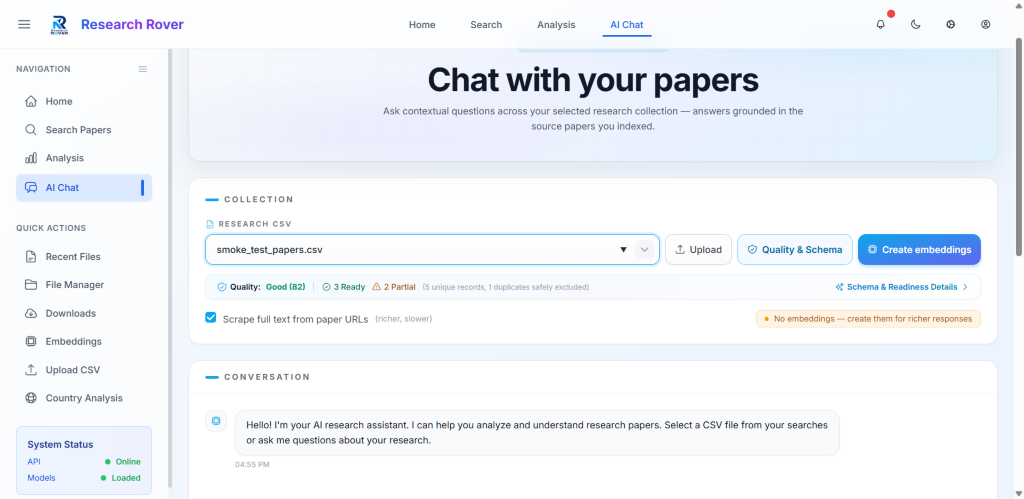 Research Rover
Home
Search
Analysis
AI Chat
NAVIGATION
Home
Search Papers
Analysis
AI Chat
QUICK ACTIONS
Recent Files
File Manager
Downloads
Embeddings
Upload CSV
Country Analysis
System Status
API
Online
Models
Loaded
Chat with your papers
Ask contextual questions across your selected research collection — answers grounded in the
source papers you indexed.
COLLECTION
RESEARCH CSV
smoke_test_papers.csv
Upload
Quality & Schema
Create embeddings
Quality: Good (82)
3 Ready
2 Partial
(5 unique records, 1 duplicates safely excluded)
Schema & Readiness Details
Scrape full text from paper URLs (richer, slower)
No embeddings — create them for richer responses
CONVERSATION
Hello! I'm your AI research assistant. I can help you analyze and understand research papers. Select a CSV file from your searches
or ask me questions about your research.
04:55 PM